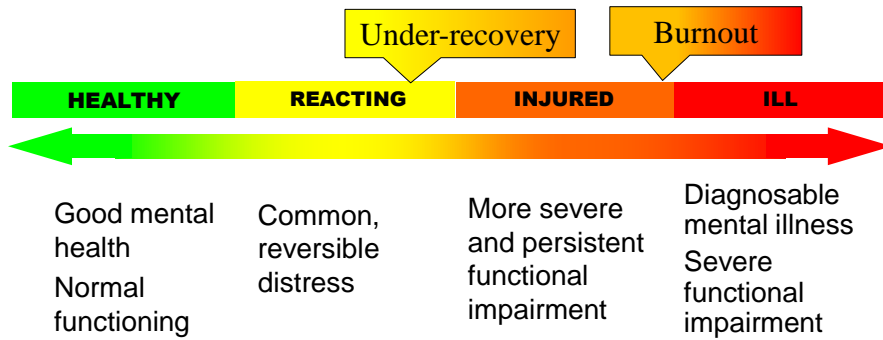 Under-recovery
Burnout
HEALTHY
REACTING
INJURED
ILL
Good mental
health
Normal
functioning
Common,
reversible
distress
More severe
and persistent
functional
impairment
Diagnosable
mental illness
Severe
functional
impairment